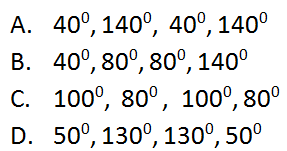 A. 40⁰, 140⁰, 40⁰, 140⁰
B. 40⁰, 80⁰, 80⁰, 140⁰
C. 100⁰, 80⁰ , 100⁰, 80⁰
D. 50⁰, 130⁰, 130⁰, 50⁰